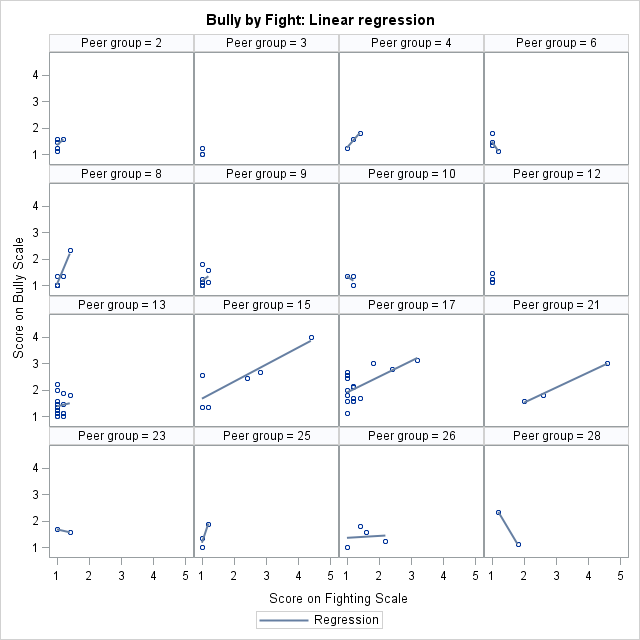 Bully by Fight: Linear regression
Peer group = 2 Peer group = 3 Peer group = 4 Peer group = 6
4
3
2
1
Peer group = 8 Peer group = 9 Peer group = 10 Peer group = 12
4
3
2
1
Score on Bully Scale
Peer group = 13 Peer group = 15 Peer group = 17 Peer group = 21
4
3
2
1
Peer group = 23 Peer group = 25 Peer group = 26 Peer group = 28
4
3
2
1
1 2 3 4 5 1 2 3 4 5 1 2 3 4 5 1 2 3 4 5
Score on Fighting Scale
Regression